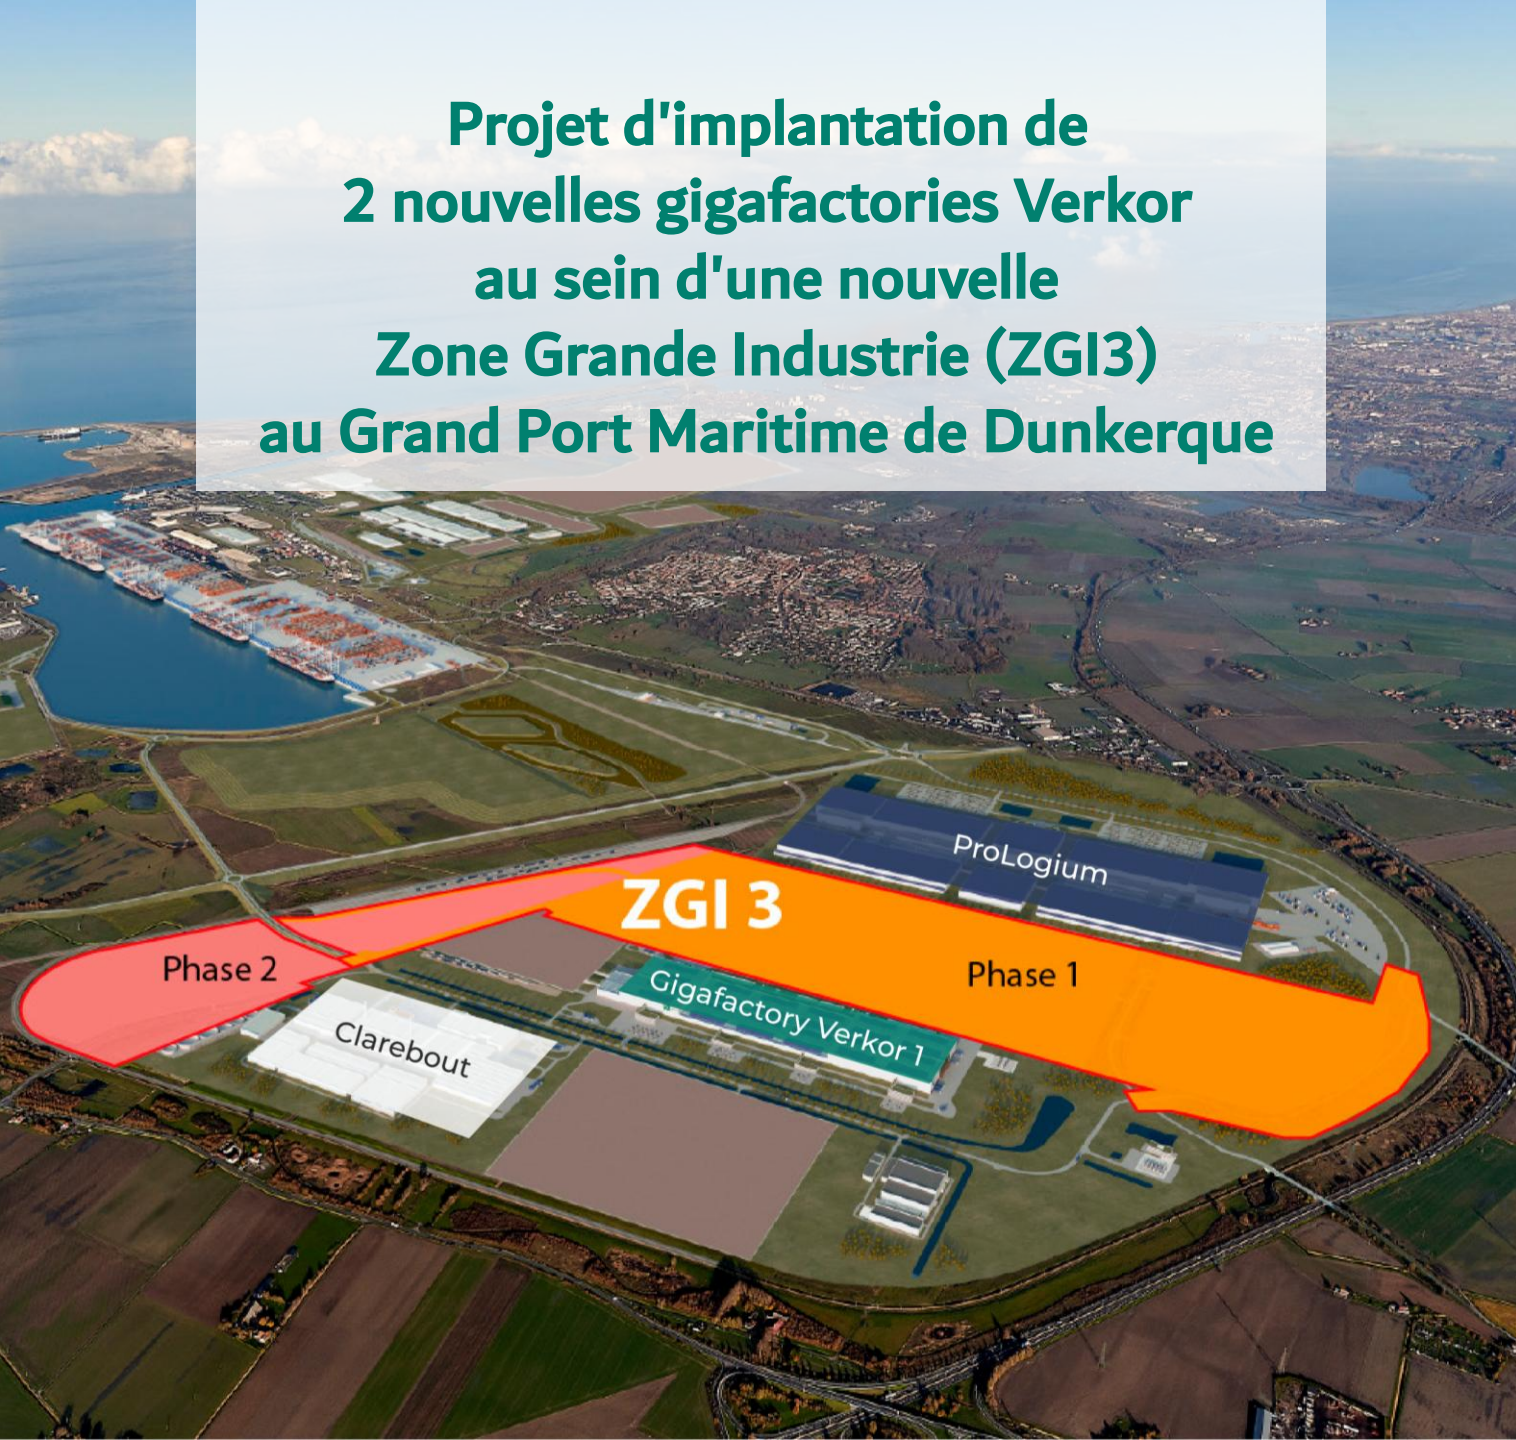 Projet d'implantation de
2 nouvelles gigafactories Verkor
au sein d'une nouvelle
Zone Grande Industrie (ZGI3)
au Grand Port Maritime de Dunkerque
ProLogium
ZGI 3
Phase 2
Phase 1
Gigafactory Verkor 1
Clarebout